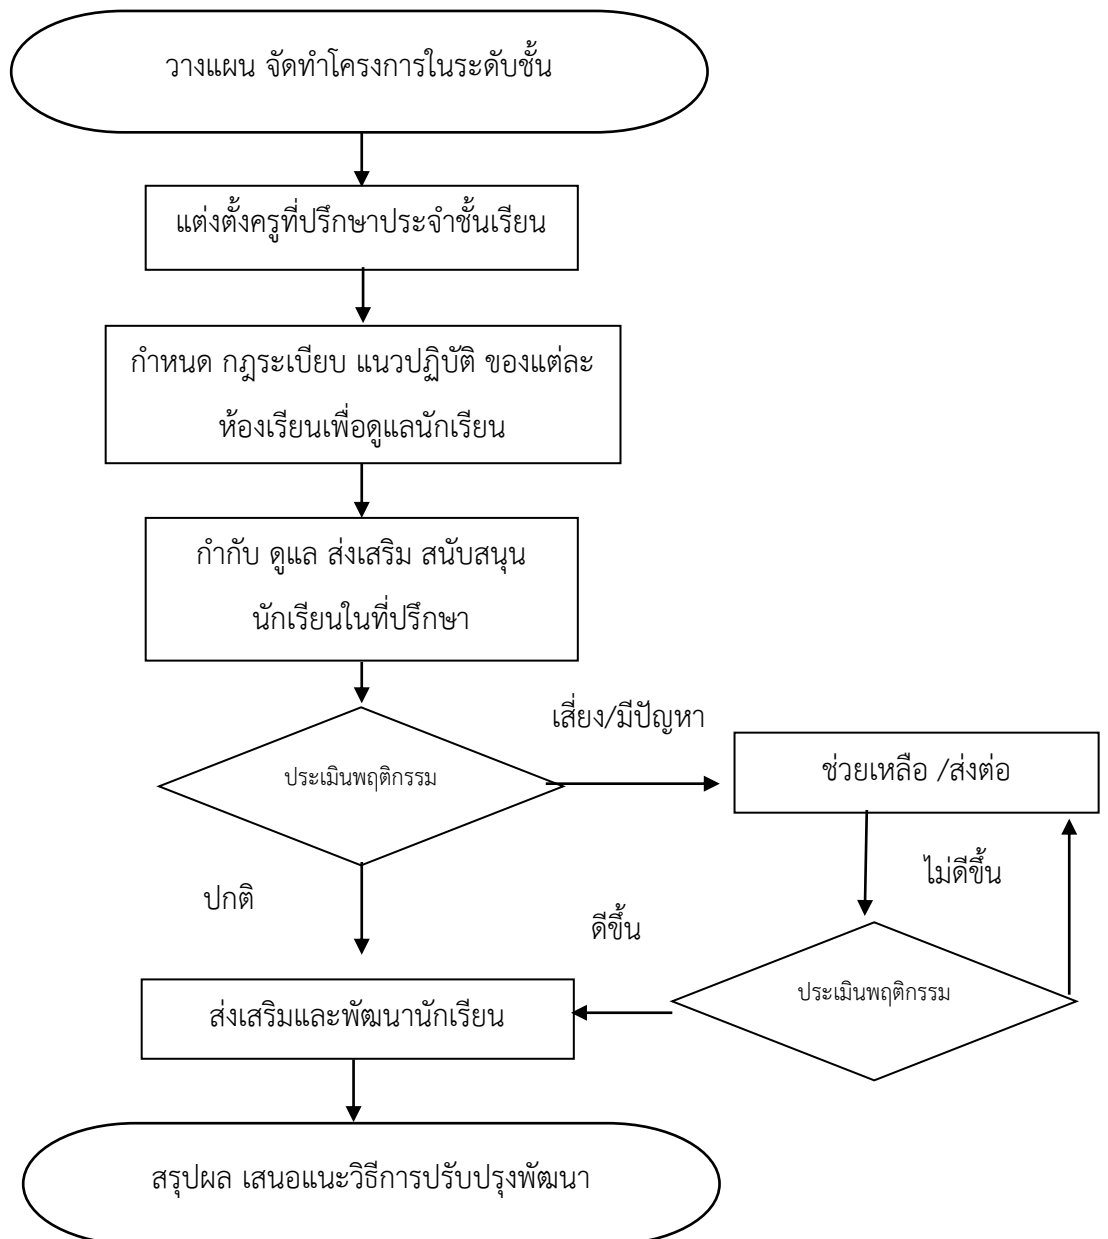 วางแผน จัดทำโครงการในระดับชั้น
แต่งตั้งครูที่ปรึกษาประจำชั้นเรียน
กำหนด กฎระเบียบ แนวปฏิบัติ ของแต่ละ
ห้องเรียนเพื่อดูแลนักเรียน
กำกับ ดูแล ส่งเสริม สนับสนุน
นักเรียนในที่ปรึกษา
เสี่ยง/มีปัญหา
ประเมินพฤติกรรม
ช่วยเหลือ /ส่งต่อ
ไม่ดีขึ้น
ปกติ
ดีขึ้น
ประเมินพฤติกรรม
ส่งเสริมและพัฒนานักเรียน
สรุปผล เสนอแนะวิธีการปรับปรุงพัฒนา